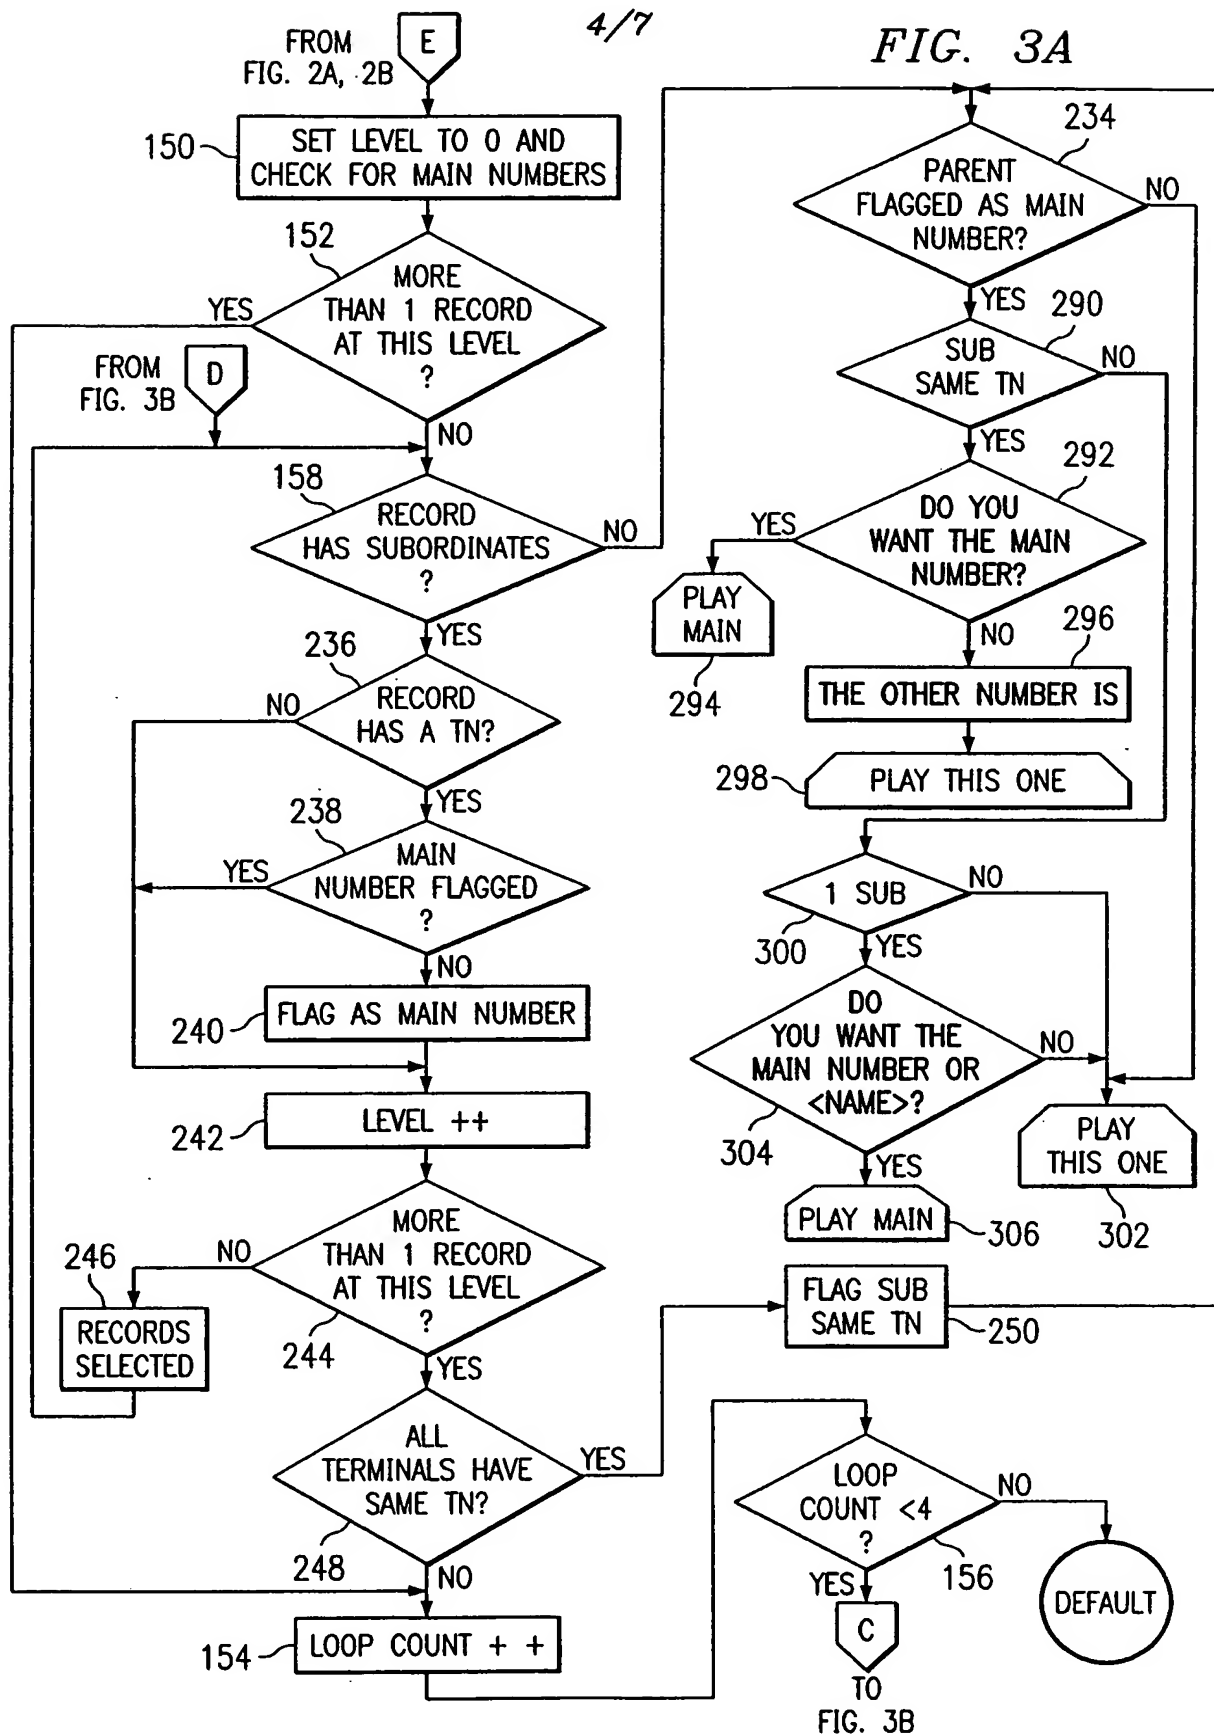 4/7
FIG. 3A
FROM
FIG. 2A, 2B
E
150
SET LEVEL TO 0 AND
CHECK FOR MAIN NUMBERS
152
MORE
THAN 1 RECORD
AT THIS LEVEL
?
YES
NO
FROM
FIG. 3B
D
158
RECORD
HAS SUBORDINATES
?
NO
YES
236
RECORD
HAS A TN?
NO
YES
238
MAIN
NUMBER FLAGGED
?
YES
NO
240
FLAG AS MAIN NUMBER
242
LEVEL ++
MORE
THAN 1 RECORD
AT THIS LEVEL
?
NO
244
YES
246
RECORDS
SELECTED
ALL
TERMINALS HAVE
SAME TN?
YES
248
NO
154
LOOP COUNT + +
234
PARENT
FLAGGED AS MAIN
NUMBER?
NO
YES
290
SUB
SAME TN
NO
YES
292
DO YOU
WANT THE MAIN
NUMBER?
YES
PLAY
MAIN
294
NO
296
THE OTHER NUMBER IS
298
PLAY THIS ONE
1 SUB
NO
300
YES
DO
YOU WANT THE
MAIN NUMBER OR
<NAME>?
NO
304
YES
PLAY
THIS ONE
302
PLAY MAIN
306
FLAG SUB
SAME TN
250
LOOP
COUNT <4
?
NO
156
YES
DEFAULT
C
TO
FIG. 3B